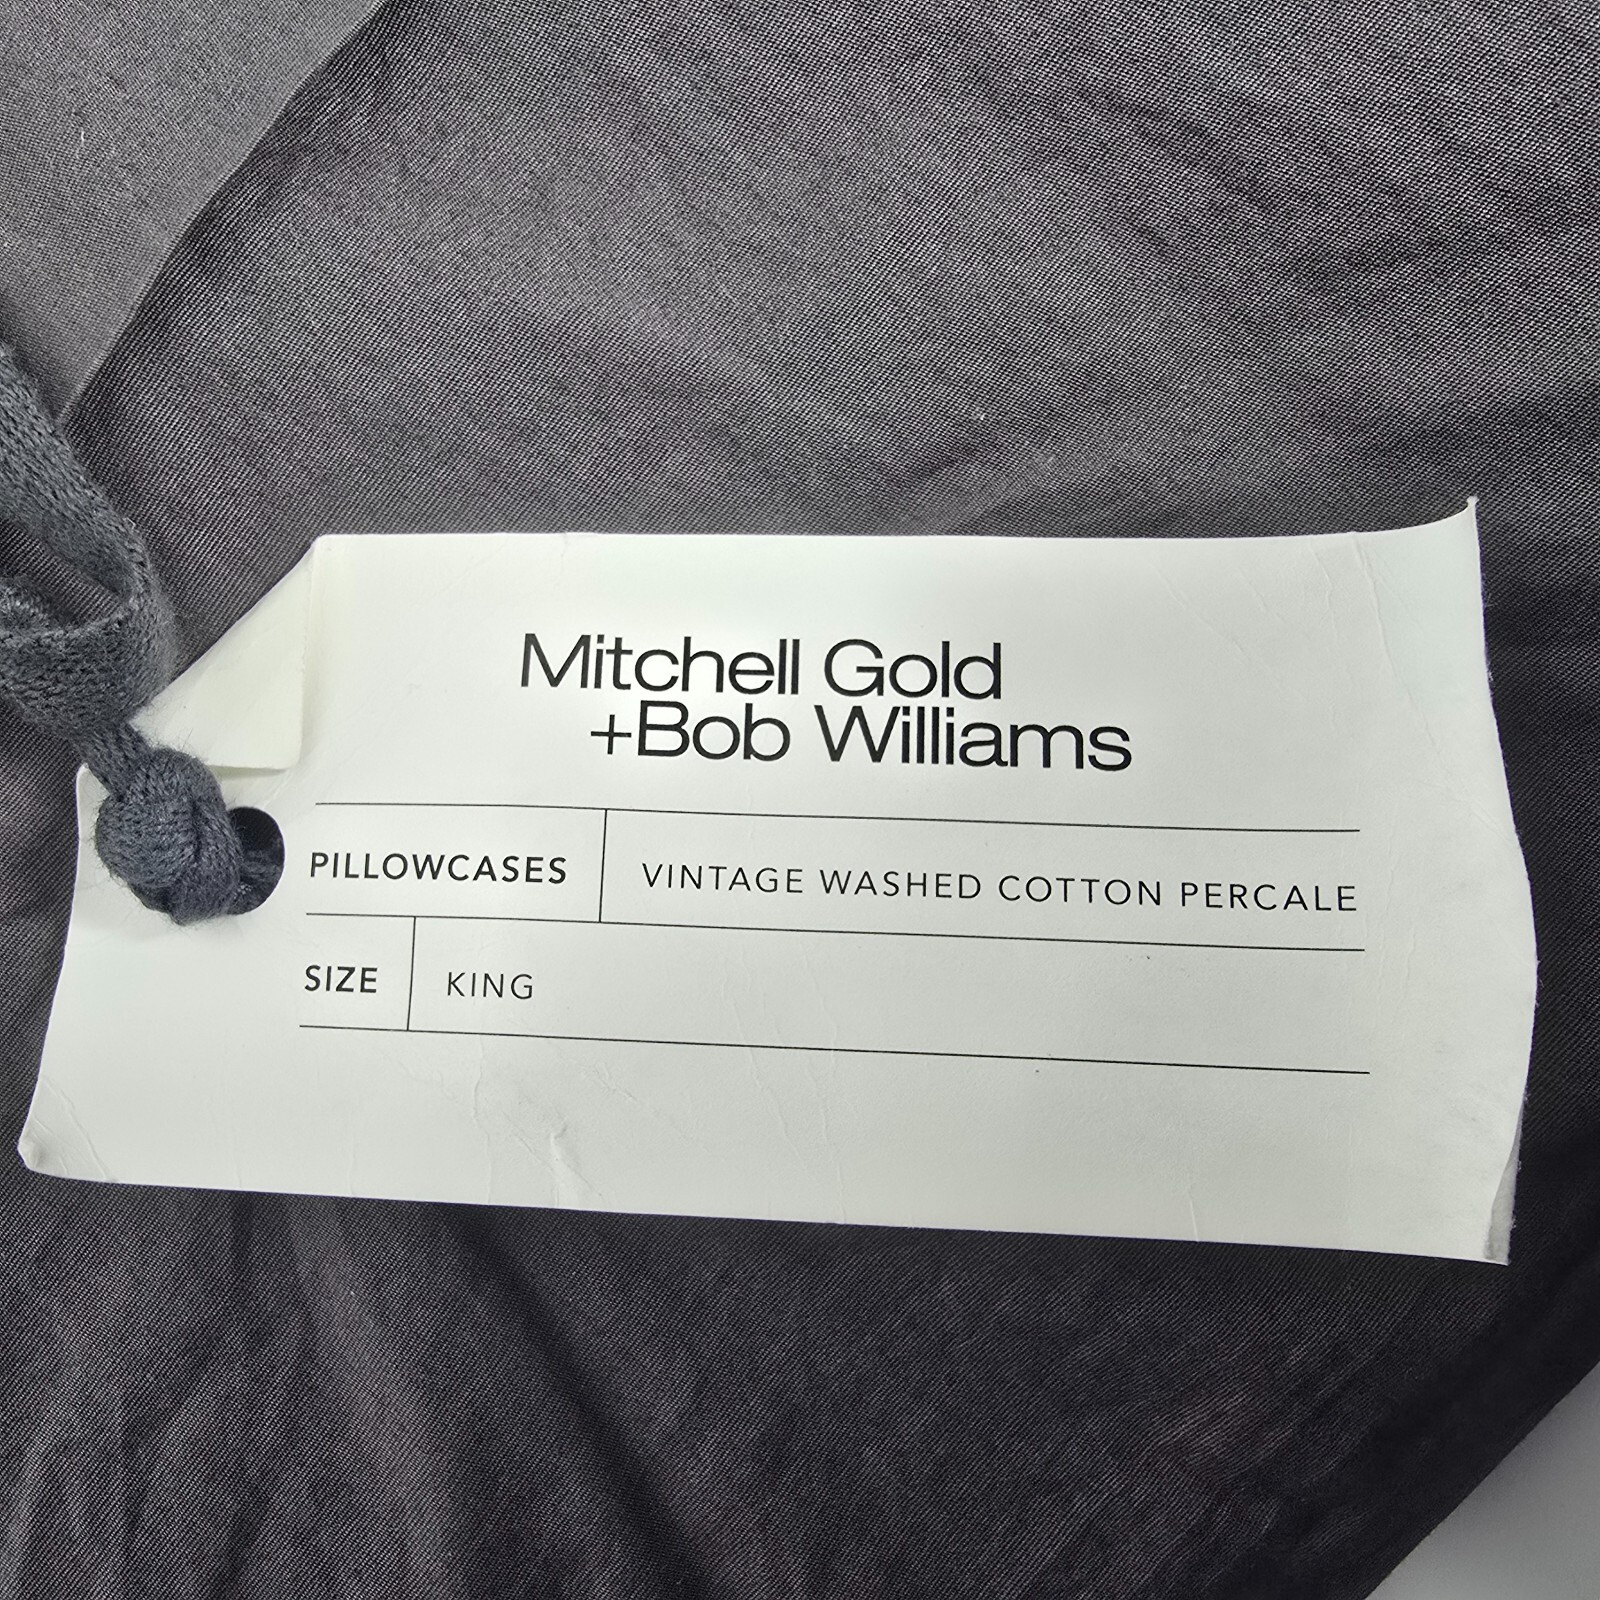 Mitchell Gold
+Bob Williams
PILLOWCASES VINTAGE WASHED COTTON PERCALE
SIZE KING